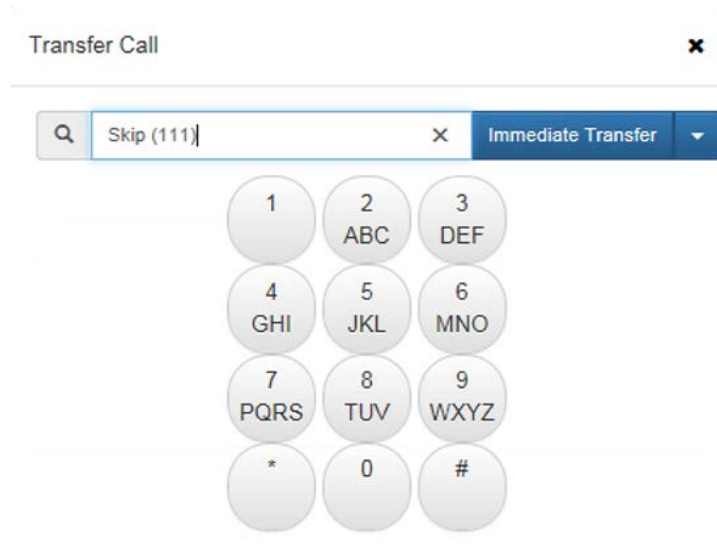 Transfer Call
Skip (111)
Immediate Transfer
1
2
3
ABC
DEF
4
5
6
GHI
JKL
MNO
7
8
9
PQRS
TUV
WXYZ
*
0
#